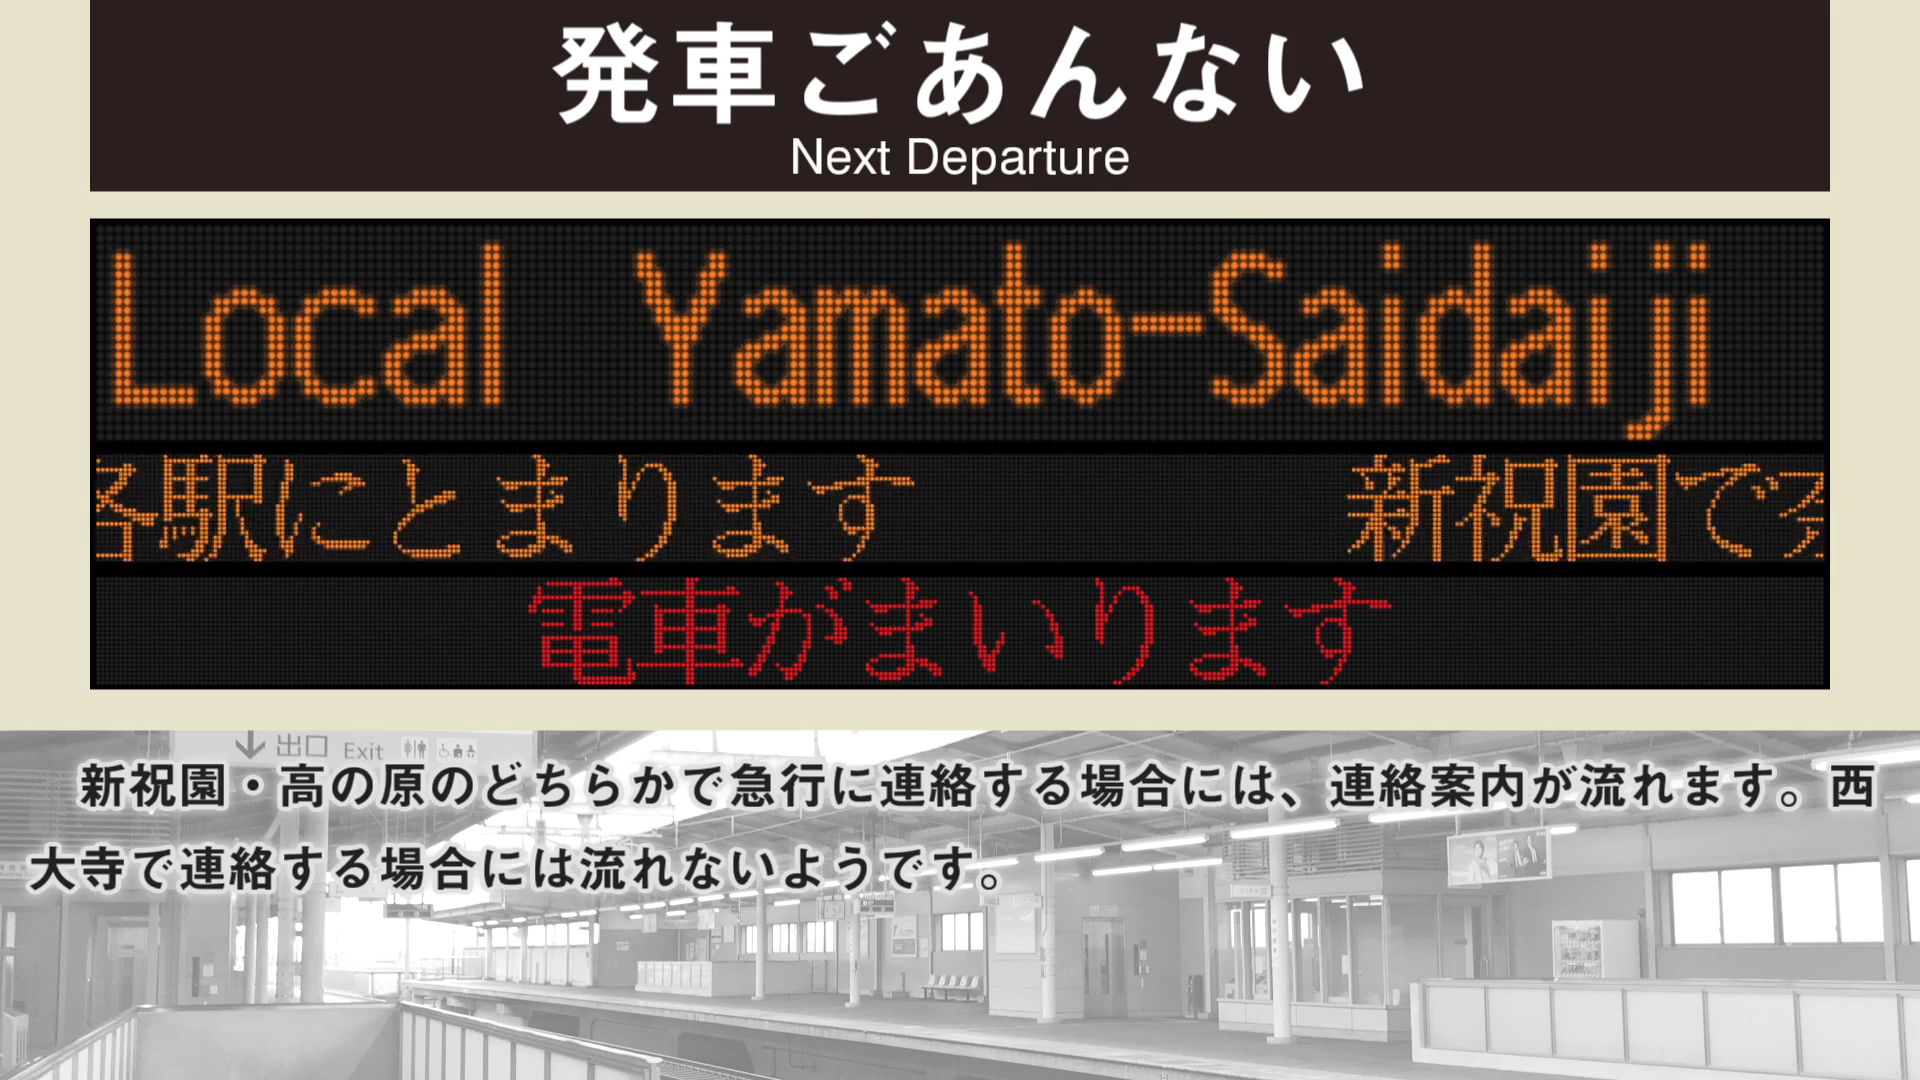 発車ごあんない
Next Departure
Local Yamato-Saidaiji
各駅にとまります 新祝園で
電車がまいります
出口 Exit
新祝園・高の原のどちらかで急行に連絡する場合には、連絡案内が流れます。西
大寺で連絡する場合には流れないようです。